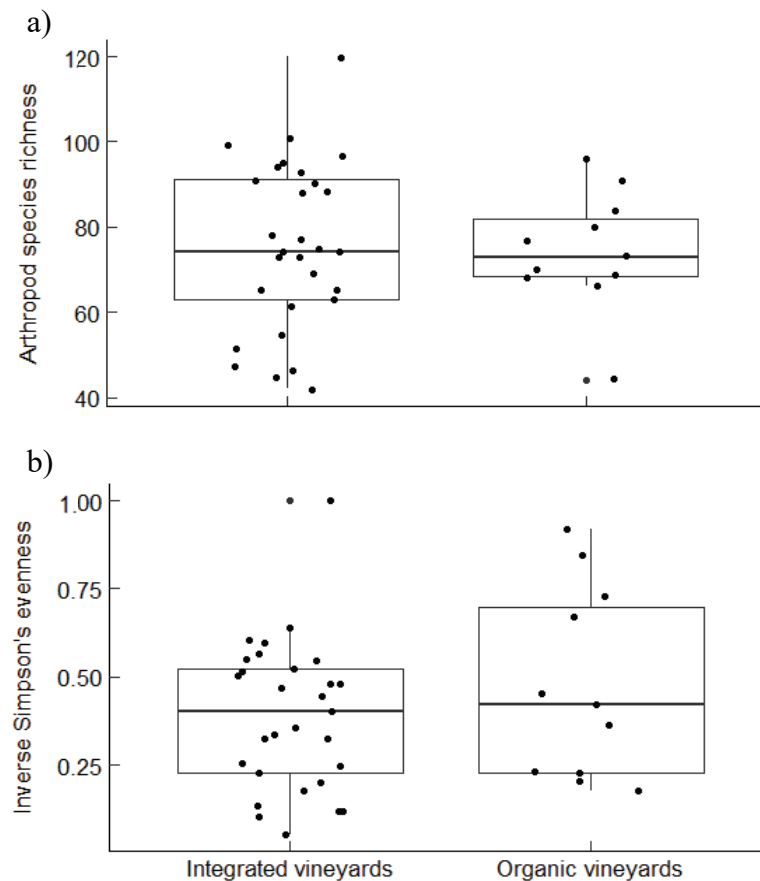 a)
Arthropod species richness
120
100
80
60
40
b)
Inverse Simpson's evenness
1.00
0.75
0.50
0.25
Integrated vineyards
Organic vineyards